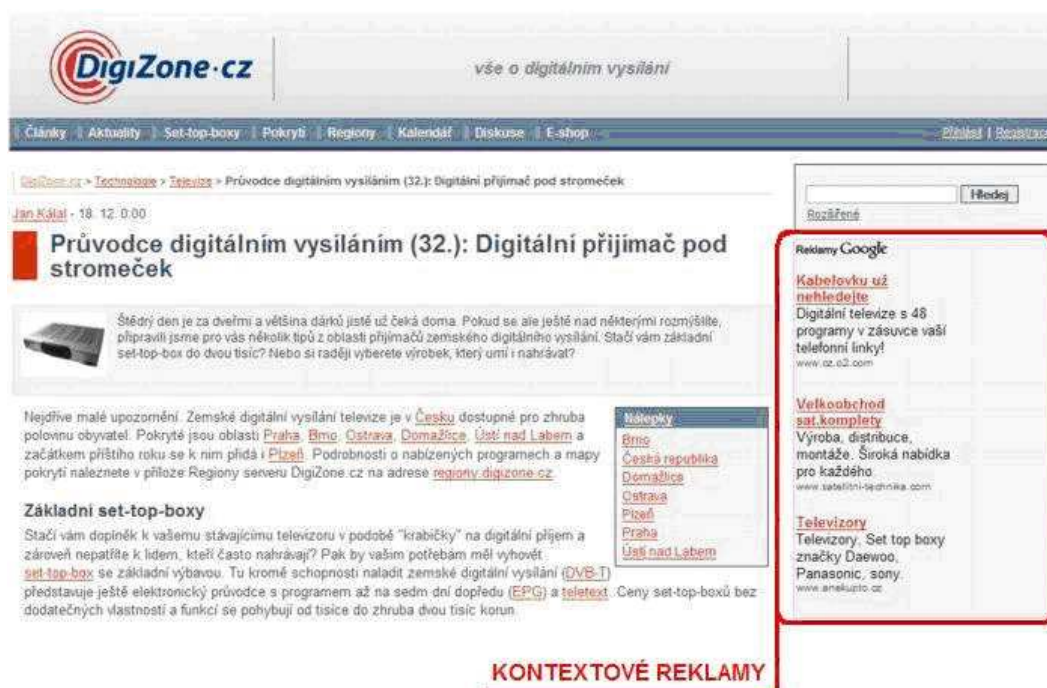 DigiZone.cz
vše o digitálním vysílání
Články Aktuality Set-top-boxy Pokrytí Regiony Kalendář Diskuse E-shop
Přihlásit | Registrace
DigiZone.cz > Technologie > Televize > Průvodce digitálním vysíláním (32.): Digitální přijímač pod stromeček
Jan Kálal - 18. 12. 0:00
Průvodce digitálním vysíláním (32.): Digitální přijímač pod
stromeček
Štědrý den je za dveřmi a většina dárků jistě už čeká doma. Pokud se ale ještě nad některými rozmýšlíte,
připravili jsme pro vás několik tipů z oblasti přijímačů zemského digitálního vysílání. Stačí vám základní
set-top-box do dvou tisíc? Nebo si raději vyberete výrobek, který umí i nahrávat?
Nejdříve malé upozornění. Zemské digitální vysílání televize je v Česku dostupné pro zhruba
polovinu obyvatel. Pokryté jsou oblasti Praha, Brno, Ostrava, Domažlice, Ústí nad Labem a
začátkem příštího roku se k nim přidá i Plzeň. Podrobnosti o nabízených programech a mapy
pokrytí naleznete v příloze Regiony serveru DigiZone.cz na adrese regiony.digizone.cz.
Nálepky
Brno
Česká republika
Domažlice
Ostrava
Plzeň
Praha
Ústí nad Labem
Základní set-top-boxy
Stačí vám doplněk k vašemu stávajícímu televizoru v podobě "krabičky" na digitální příjem a
zároveň nepatříte k lidem, kteří často nahrávají? Pak by vašim potřebám měl vyhovět
set-top-box se základní výbavou. Tu kromě schopnosti naladit zemské digitální vysílání (DVB-T)
představuje ještě elektronický průvodce s programem až na sedm dní dopředu (EPG) a teletext. Ceny set-top-boxů bez
dodatečných vlastností a funkcí se pohybují od tisíce do zhruba dvou tisíc korun.
Hledej
Rozšířené
Reklamy Google
Kabelovku už
nehledejte
Digitální televize s 48
programy v zásuvce vaší
telefonní linky!
www.cz.o2.com
Velkoobchod
sat.komplety
Výroba, distribuce,
montáže. Široká nabídka
pro každého.
www.satelitni-technika.com
Televizory
Televizory, Set top boxy
značky Daewoo,
Panasonic, sony.
www.anekupto.cz
KONTEXTOVÉ REKLAMY